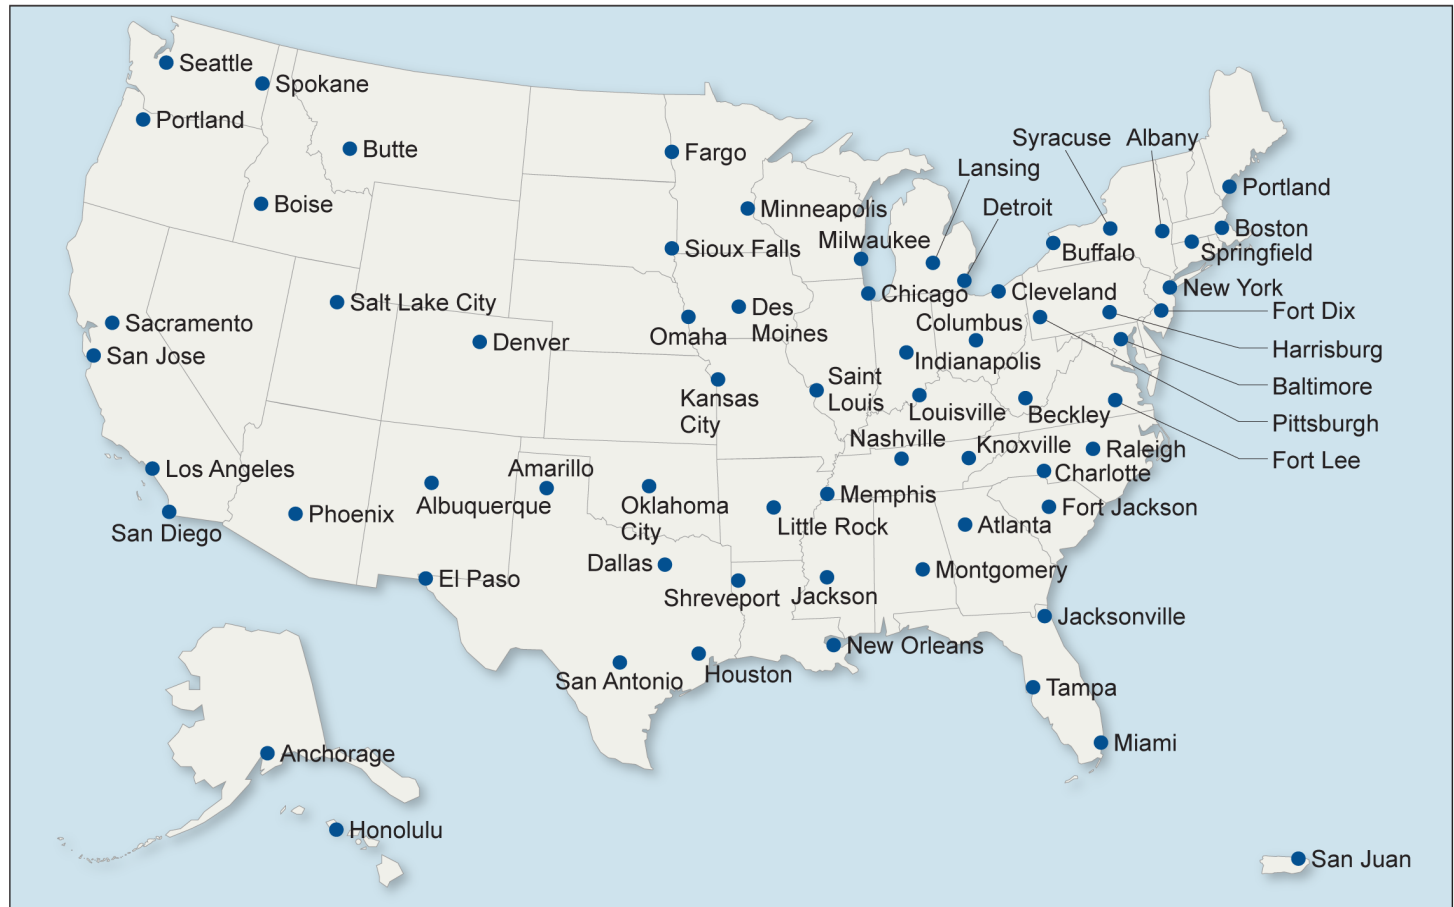 Seattle
Spokane
Portland
Butte
Boise
Fargo
Minneapolis
Sioux Falls
Milwaukee
Lansing
Detroit
Syracuse
Albany
Portland
Boston
Springfield
Buffalo
New York
Fort Dix
Harrisburg
Baltimore
Pittsburgh
Fort Lee
Cleveland
Chicago
Columbus
Indianapolis
Des
Moines
Omaha
Salt Lake City
Denver
Sacramento
San Jose
Kansas
City
Saint
Louis
Louisville
Beckley
Nashville
Knoxville
Raleigh
Charlotte
Fort Jackson
Los Angeles
San Diego
Phoenix
Albuquerque
Amarillo
Oklahoma
City
Memphis
Little Rock
Atlanta
Montgomery
El Paso
Dallas
Shreveport
Jackson
Jacksonville
New Orleans
Houston
San Antonio
Tampa
Miami
Anchorage
Honolulu
San Juan